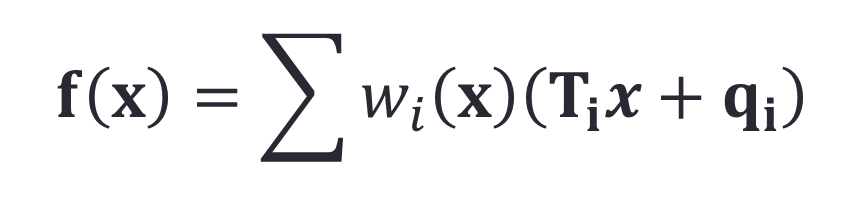 𝐟(𝐱) = ∑ 𝑤ᵢ(𝐱)(𝐓ᵢ𝒙 + 𝐪ᵢ)